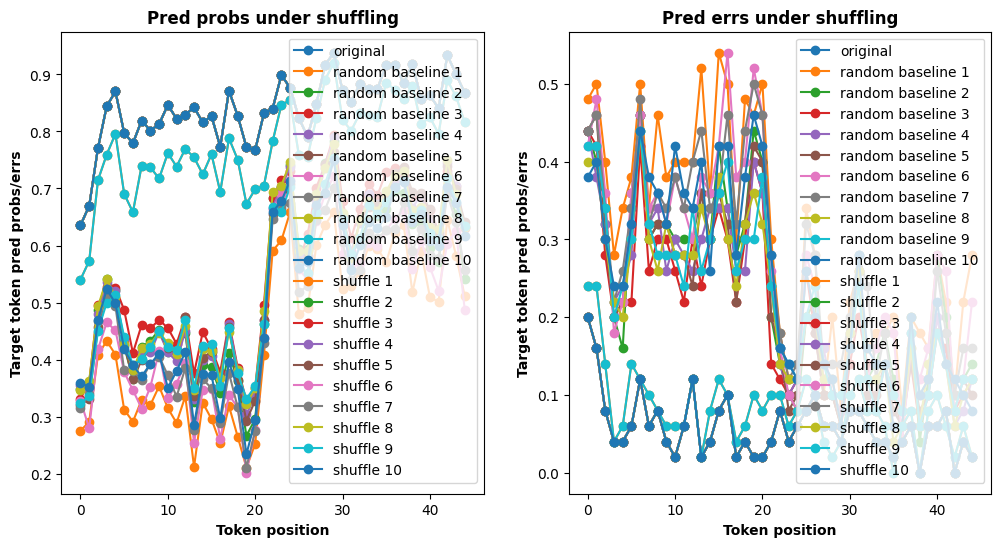 Pred probs under shuffling
Target token pred probs/errs
0.9
0.8
0.7
0.6
0.5
0.4
0.3
0.2
0
10
20
30
40
Token position
original
random baseline 1
random baseline 2
random baseline 3
random baseline 4
random baseline 5
random baseline 6
random baseline 7
random baseline 8
random baseline 9
random baseline 10
shuffle 1
shuffle 2
shuffle 3
shuffle 4
shuffle 5
shuffle 6
shuffle 7
shuffle 8
shuffle 9
shuffle 10
Pred errs under shuffling
Target token pred probs/errs
0.5
0.4
0.3
0.2
0.1
0.0
0
10
20
30
40
Token position
original
random baseline 1
random baseline 2
random baseline 3
random baseline 4
random baseline 5
random baseline 6
random baseline 7
random baseline 8
random baseline 9
random baseline 10
shuffle 1
shuffle 2
shuffle 3
shuffle 4
shuffle 5
shuffle 6
shuffle 7
shuffle 8
shuffle 9
shuffle 10